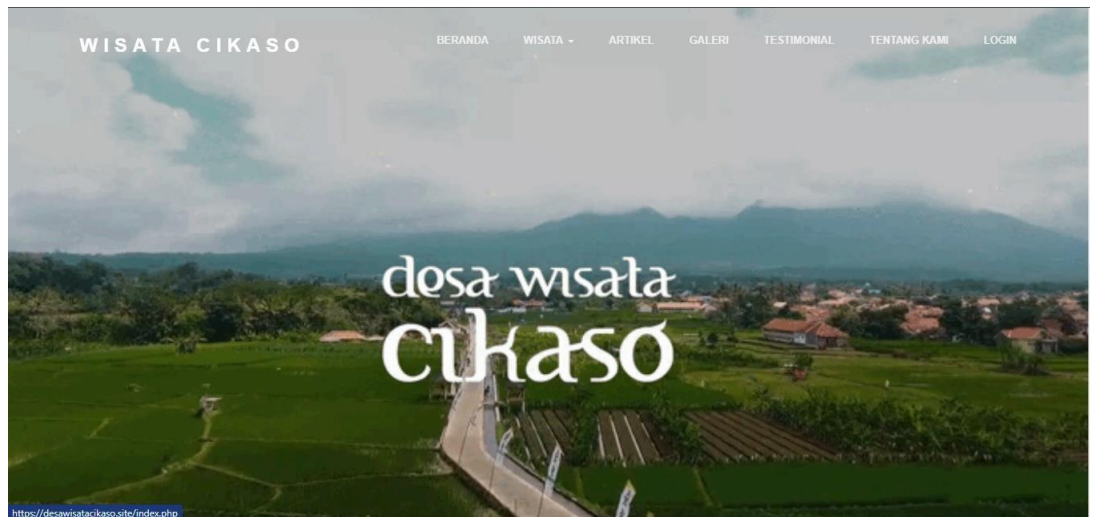 WISATA CIKASO
BERANDA WISATA ARTIKEL GALERI TESTIMONIAL TENTANG KAMI LOGIN
desa wisata
cikaso
https://desawisatacikaso.site/index.php